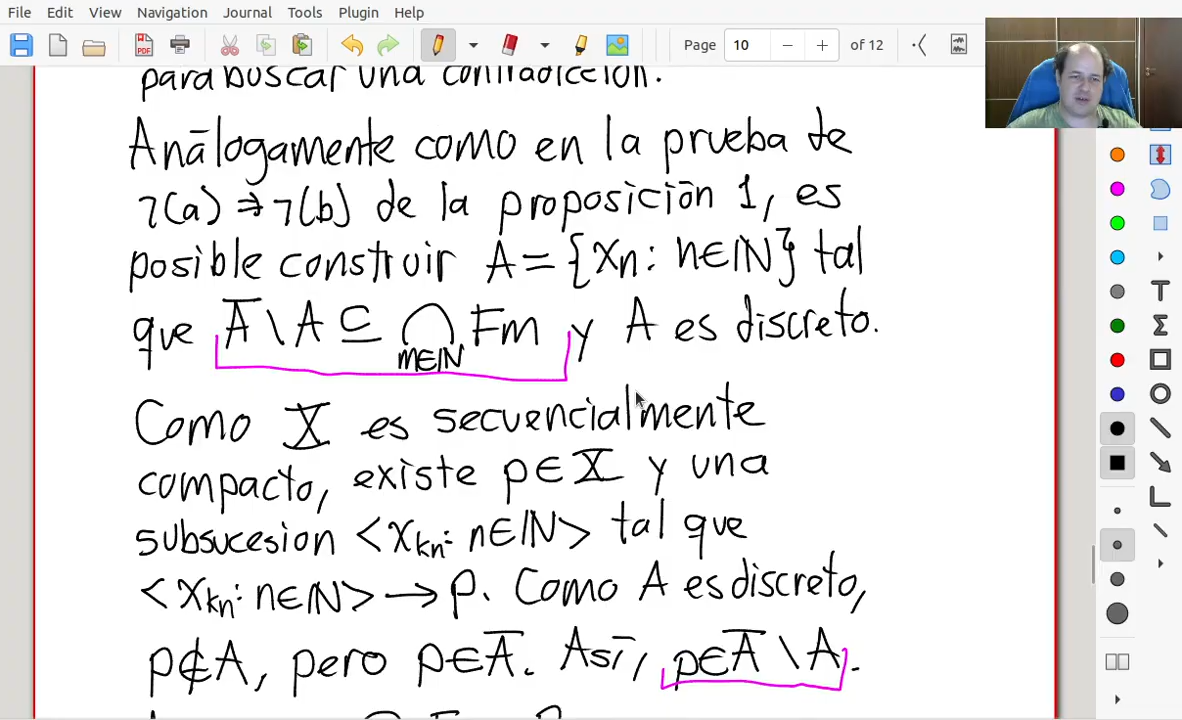 File Edit View Navigation Journal Tools Plugin Help
Page 10 of 12
para buscar una contradiccion.
Análogamente como en la prueba de
¬(a) ⇒ ¬(b) de la proposición 1, es
posible construir A = {xn : n∈ℕ} tal
que A̅ \ A ⊆ ⋂ Fm y A es discreto.
m∈ℕ
Como X es secuencialmente
compacto, existe p∈X y una
subsucesion <xkn : n∈ℕ> tal que
<xkn : n∈ℕ> → p. Como A es discreto,
p∉A, pero p∈A̅. Así, p∈A̅ \ A.